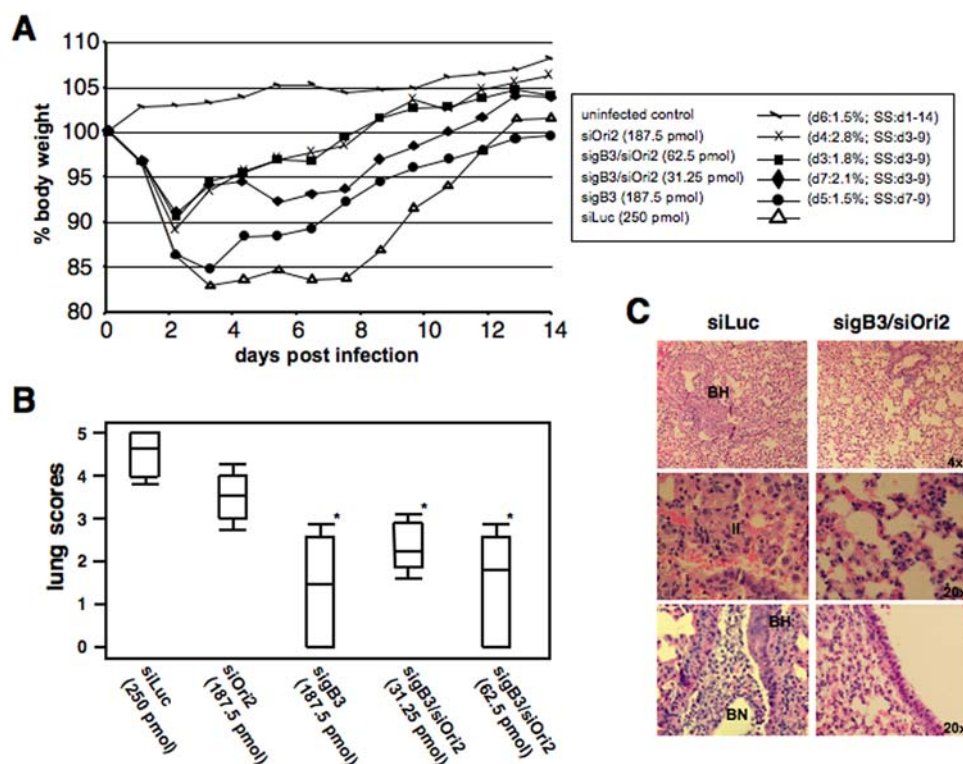 A
110
105
100
95
90
85
80
% body weight
0 2 4 6 8 10 12 14
days post infection
uninfected control (d6:1.5%; SS:d1-14)
siOri2 (187.5 pmol) (d4:2.8%; SS:d3-9)
sigB3/siOri2 (62.5 pmol) (d3:1.8%; SS:d3-9)
sigB3/siOri2 (31.25 pmol) (d7:2.1%; SS:d3-9)
sigB3 (187.5 pmol) (d5:1.5%; SS:d7-9)
siLuc (250 pmol)
B
5
4
3
2
1
0
lung scores
* * *
siLuc
(250 pmol)
siOri2
(187.5 pmol)
sigB3
(187.5 pmol)
sigB3/siOri2
(31.25 pmol)
sigB3/siOri2
(62.5 pmol)
C
siLuc sigB3/siOri2
BH
4x
II
20x
BH
BN
20x